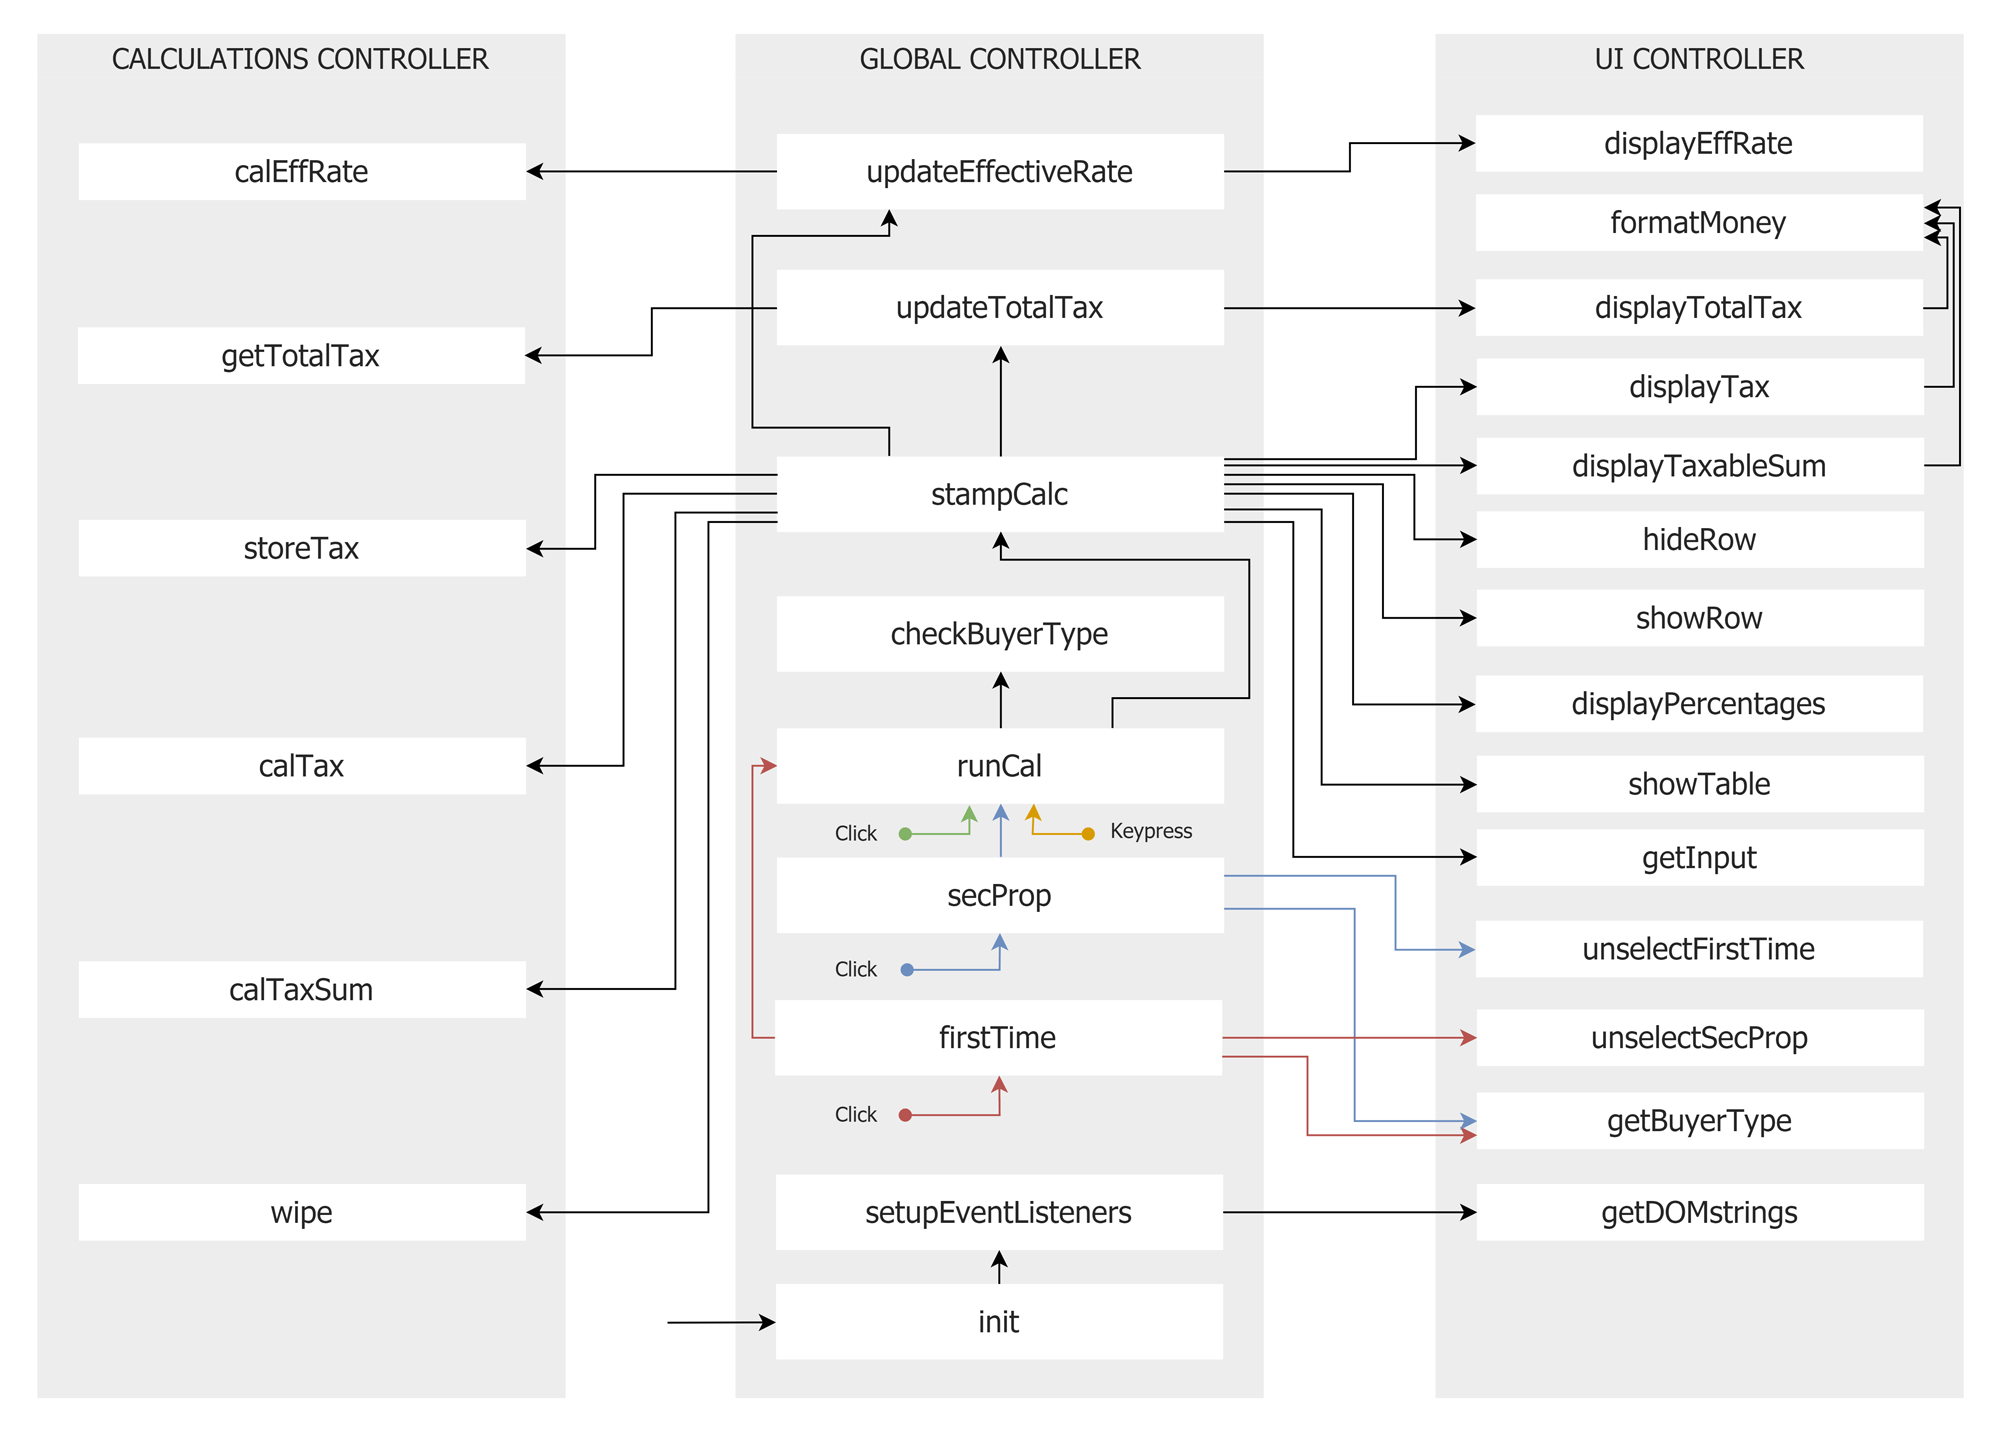 CALCULATIONS CONTROLLER
calEffRate
getTotalTax
storeTax
calTax
calTaxSum
wipe
GLOBAL CONTROLLER
updateEffectiveRate
updateTotalTax
stampCalc
checkBuyerType
runCal
Click
Keypress
secProp
Click
firstTime
Click
setupEventListeners
init
UI CONTROLLER
displayEffRate
formatMoney
displayTotalTax
displayTax
displayTaxableSum
hideRow
showRow
displayPercentages
showTable
getInput
unselectFirstTime
unselectSecProp
getBuyerType
getDOMstrings